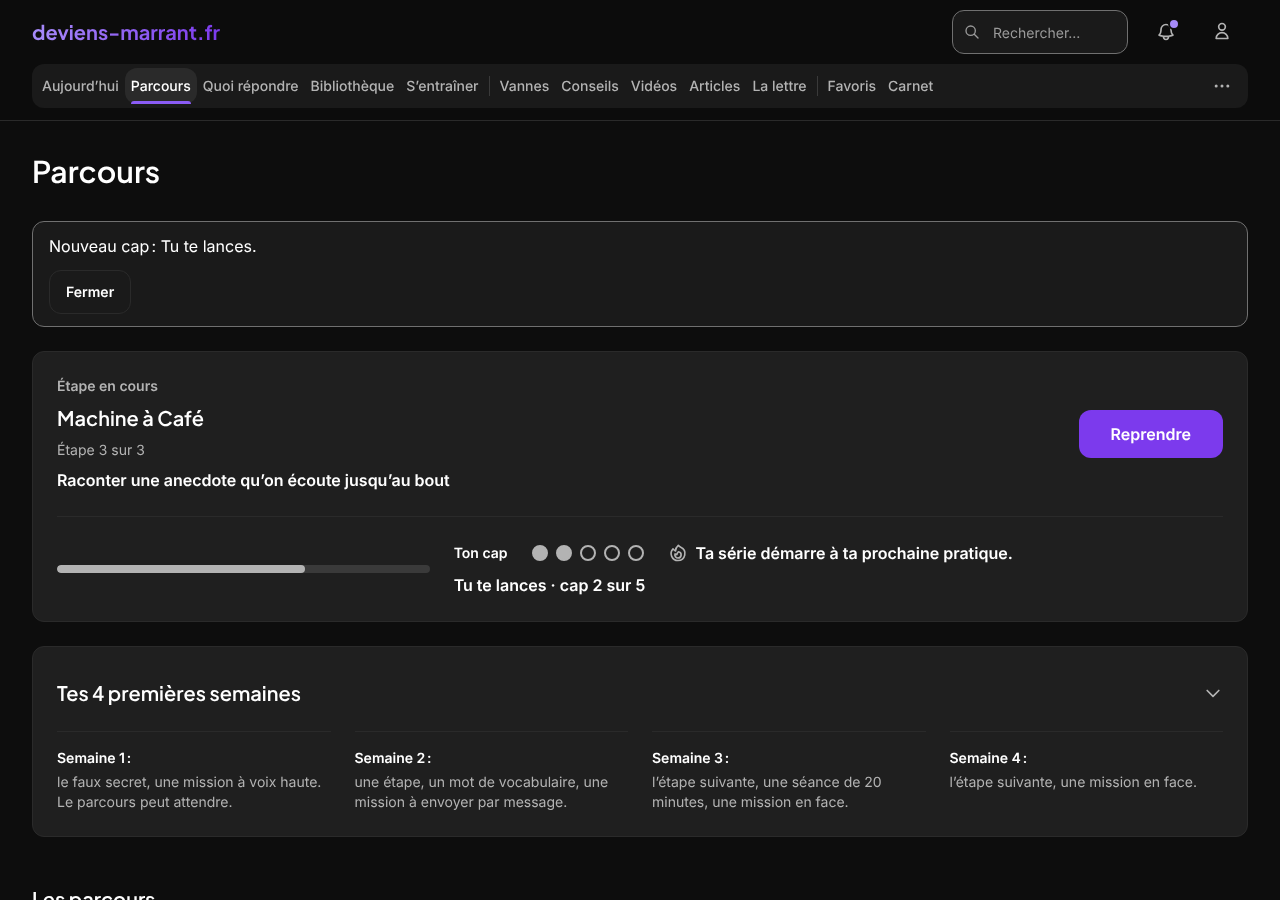 deviens-marrant.fr
Rechercher...
Aujourd’hui Parcours Quoi répondre Bibliothèque S’entraîner Vannes Conseils Vidéos Articles La lettre Favoris Carnet
Parcours
Nouveau cap : Tu te lances.
Fermer
Étape en cours
Machine à Café
Étape 3 sur 3
Raconter une anecdote qu’on écoute jusqu’au bout
Reprendre
Ton cap
Ta série démarre à ta prochaine pratique.
Tu te lances · cap 2 sur 5
Tes 4 premières semaines
Semaine 1 :
le faux secret, une mission à voix haute.
Le parcours peut attendre.
Semaine 2 :
une étape, un mot de vocabulaire, une
mission à envoyer par message.
Semaine 3 :
l’étape suivante, une séance de 20
minutes, une mission en face.
Semaine 4 :
l’étape suivante, une mission en face.
Les parcours